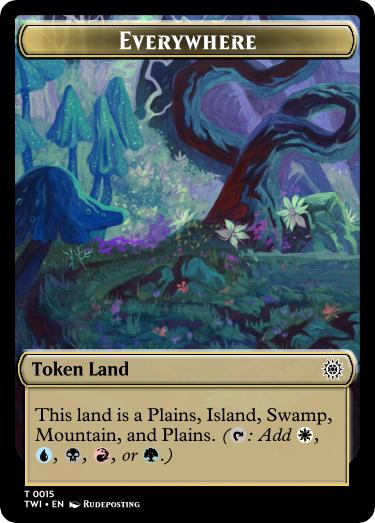 Everywhere
Token Land
This land is a Plains, Island, Swamp,
Mountain, and Plains. (: Add ,
, , , or .)
T 0015
TWI • EN Rudeposting